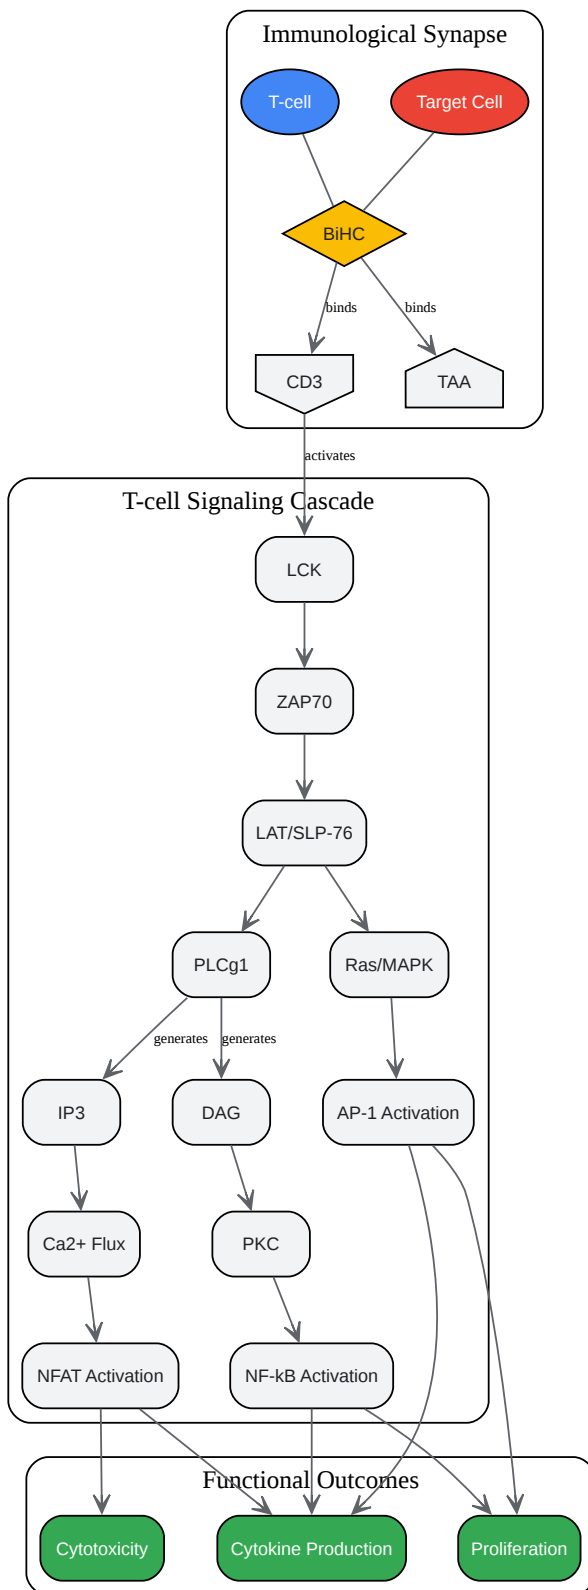 Immunological Synapse
T-cell
Target Cell
BiHC
binds
binds
CD3
TAA
activates
T-cell Signaling Cascade
LCK
ZAP70
LAT/SLP-76
PLCg1
Ras/MAPK
generates
generates
IP3
DAG
AP-1 Activation
Ca2+ Flux
PKC
NFAT Activation
NF-kB Activation
Functional Outcomes
Cytotoxicity
Cytokine Production
Proliferation